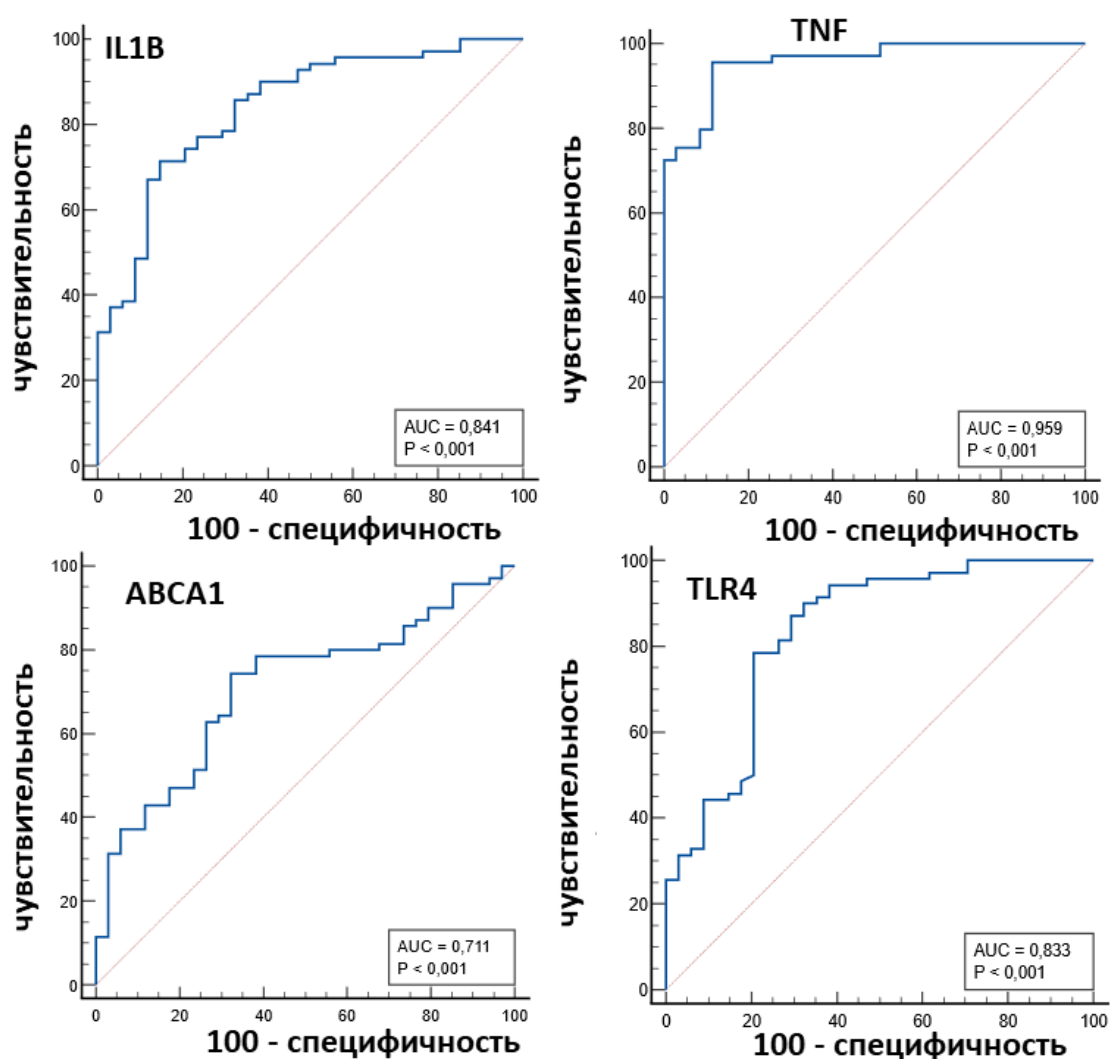 IL1B
чувствительность
100
80
60
40
20
0
AUC = 0,841
P < 0,001
0 20 40 60 80 100
100 - специфичность
TNF
чувствительность
100
80
60
40
20
0
AUC = 0,959
P < 0,001
0 20 40 60 80 100
100 - специфичность
ABCA1
чувствительность
100
80
60
40
20
0
AUC = 0,711
P < 0,001
0 20 40 60 80 100
100 - специфичность
TLR4
чувствительность
100
80
60
40
20
0
AUC = 0,833
P < 0,001
0 20 40 60 80 100
100 - специфичность